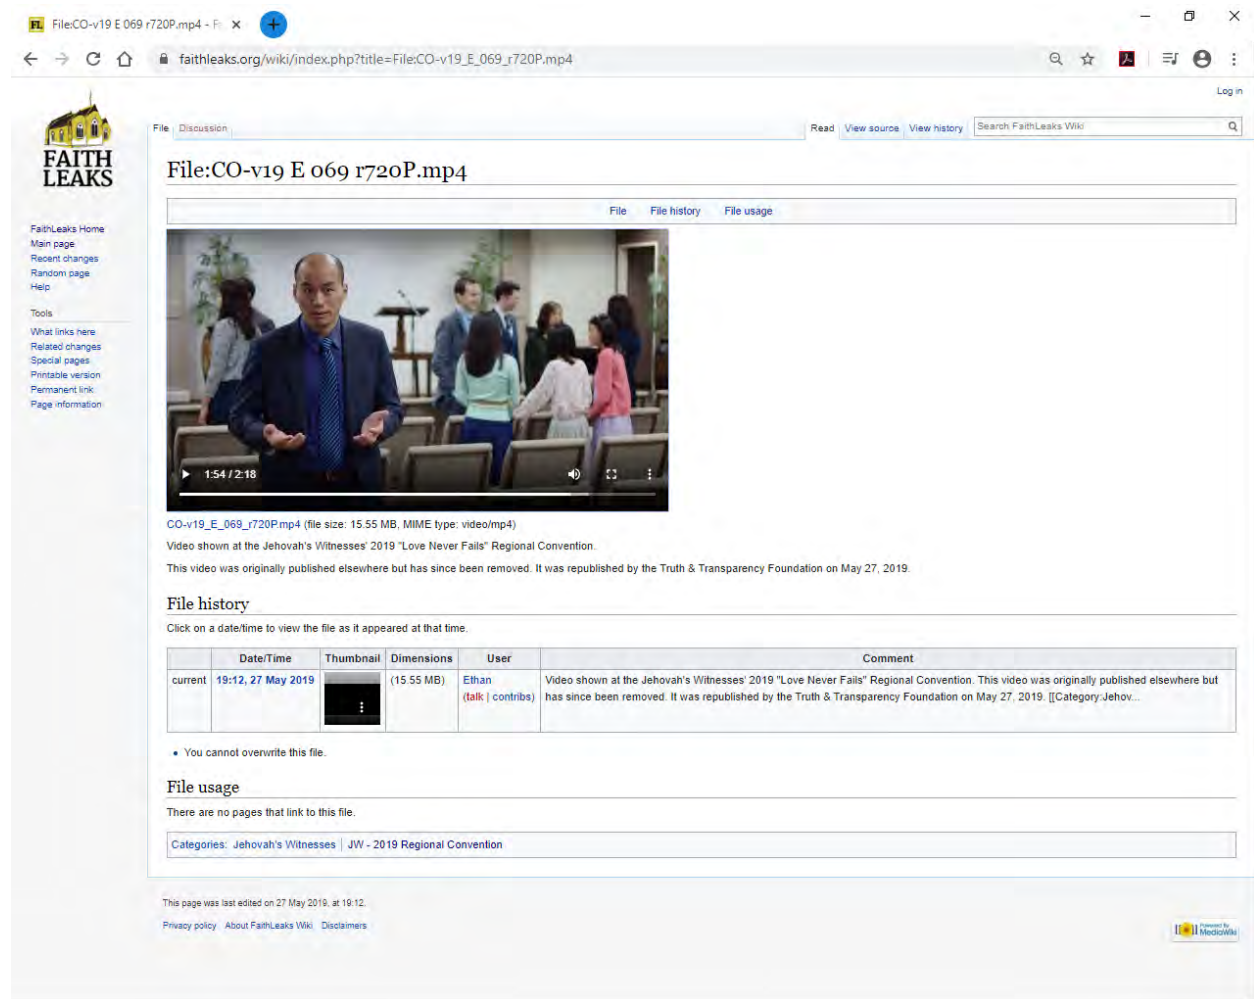 File:CO-v19 E 069 r720P.mp4 - F
faithleaks.org/wiki/index.php?title=File:CO-v19_E_069_r720P.mp4
Log in
FAITH
LEAKS
File Discussion
Read View source View history Search FaithLeaks Wiki
File:CO-v19 E 069 r720P.mp4
File File history File usage
FaithLeaks Home
Main page
Recent changes
Random page
Help
Tools
What links here
Related changes
Special pages
Printable version
Permanent link
Page information
1:54 / 2:18
CO-v19_E_069_r720P.mp4 (file size: 15.55 MB, MIME type: video/mp4)
Video shown at the Jehovah's Witnesses' 2019 "Love Never Fails" Regional Convention.
This video was originally published elsewhere but has since been removed. It was republished by the Truth & Transparency Foundation on May 27, 2019.
File history
Click on a date/time to view the file as it appeared at that time.
Date/Time Thumbnail Dimensions User Comment
current 19:12, 27 May 2019 (15.55 MB) Ethan Video shown at the Jehovah's Witnesses' 2019 "Love Never Fails" Regional Convention. This video was originally published elsewhere but
(talk | contribs) has since been removed. It was republished by the Truth & Transparency Foundation on May 27, 2019. [[Category:Jehov...
You cannot overwrite this file.
File usage
There are no pages that link to this file.
Categories: Jehovah's Witnesses | JW - 2019 Regional Convention
This page was last edited on 27 May 2019, at 19:12.
Privacy policy About FaithLeaks Wiki Disclaimers
Powered By
MediaWiki